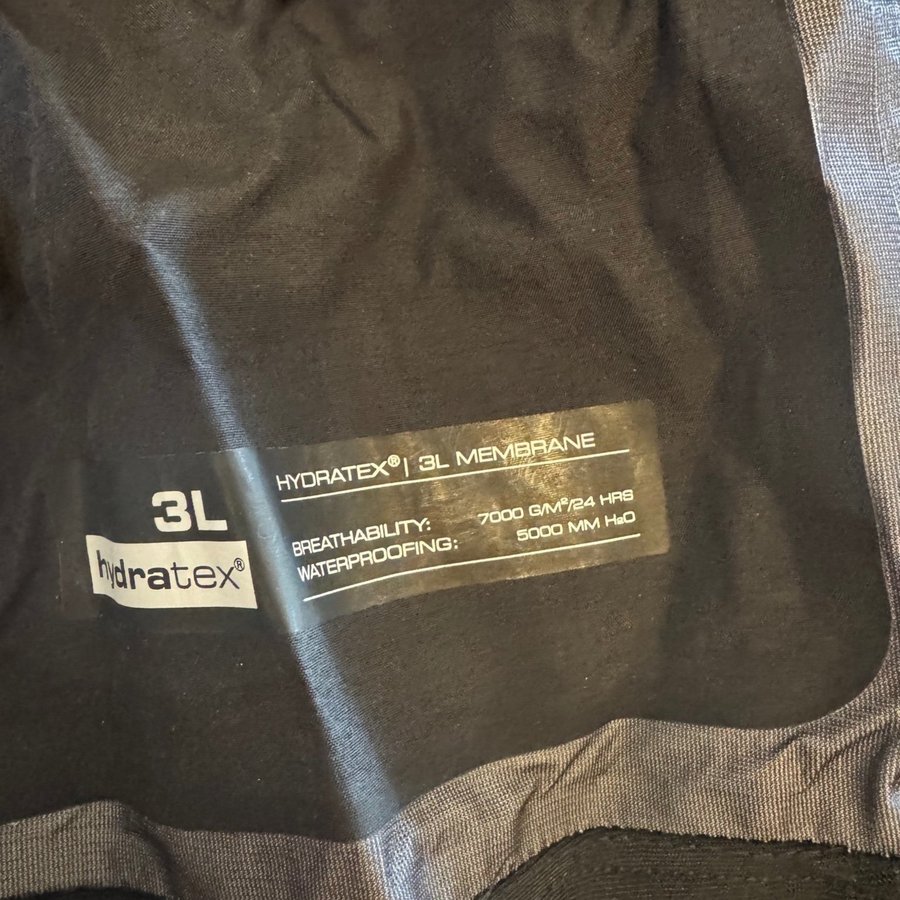 3L
hydratex®
HYDRATEX® | 3L MEMBRANE
BREATHABILITY: 7000 G/M²/24 HRS
WATERPROOFING: 5000 MM H₂O